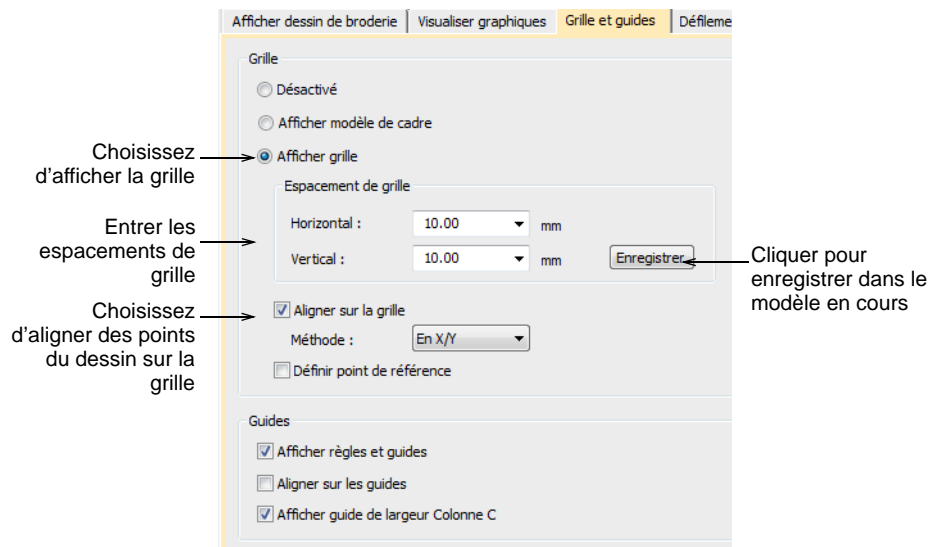 Afficher dessin de broderie Visualiser graphiques Grille et guides Défileme
Grille
Désactivé
Afficher modèle de cadre
Choisissez
d'afficher la grille
Afficher grille
Espacement de grille
Entrer les
espacements de
grille
Horizontal : 10.00 mm
Vertical : 10.00 mm Enregistrer
Cliquer pour
enregistrer dans le
modèle en cours
Choisissez
d'aligner des points
du dessin sur la
grille
Aligner sur la grille
Méthode : En X/Y
Définir point de référence
Guides
Afficher règles et guides
Aligner sur les guides
Afficher guide de largeur Colonne C